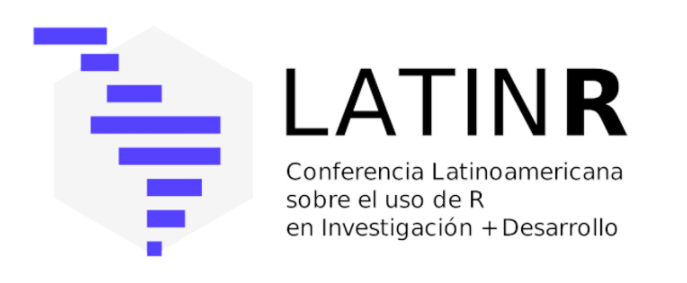 LATINR
Conferencia Latinoamericana
sobre el uso de R
en Investigación + Desarrollo